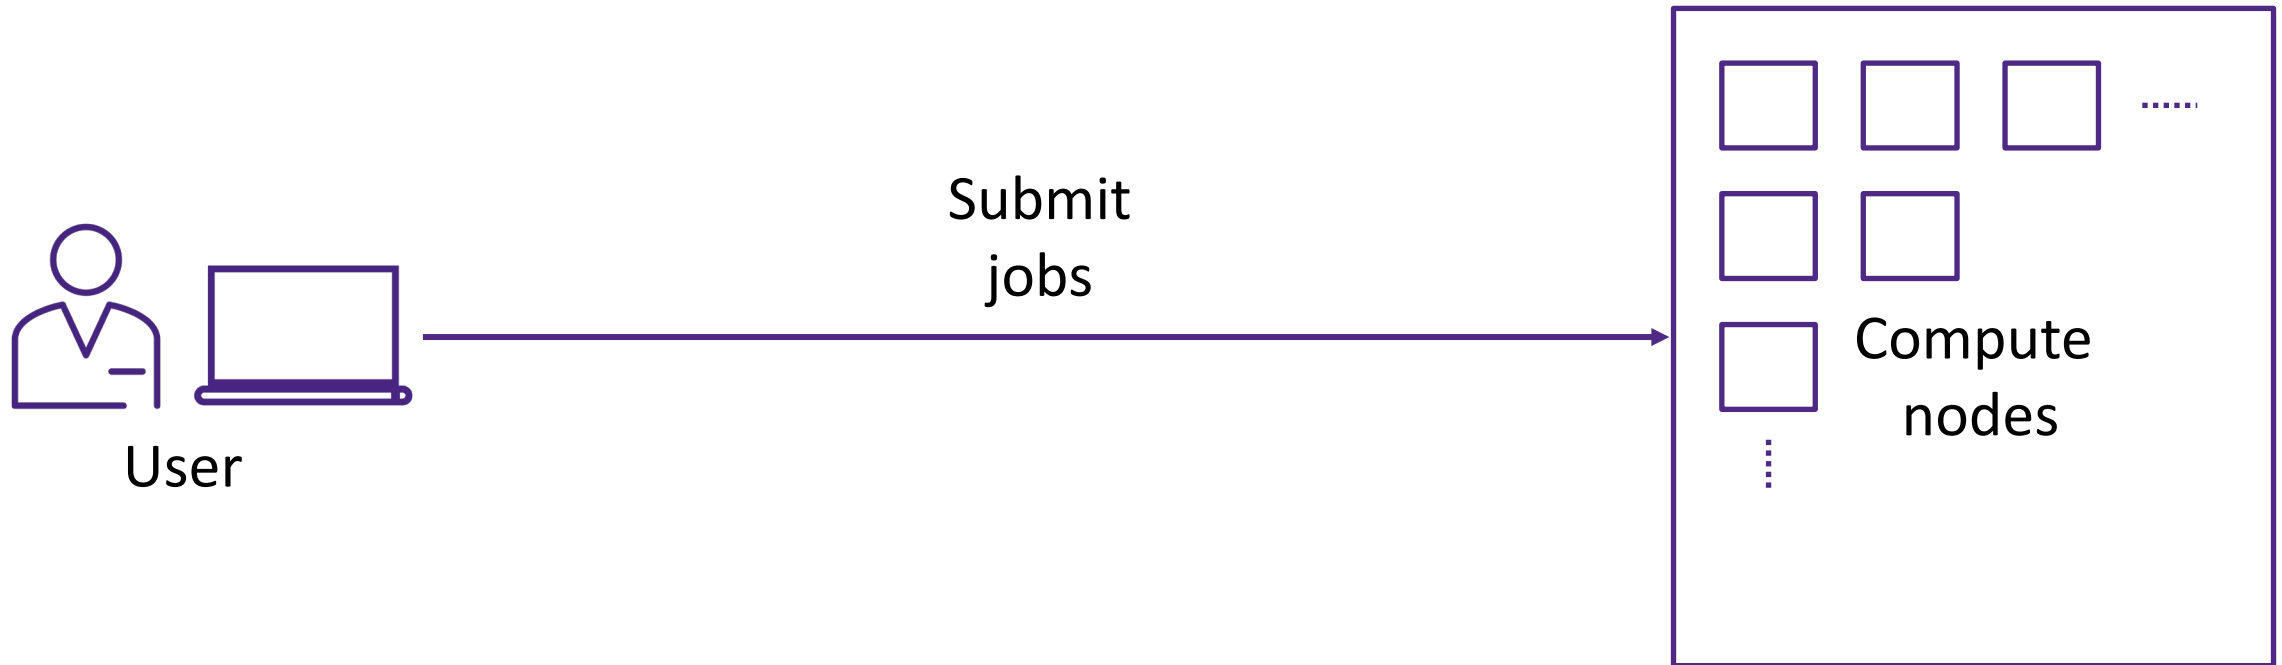 Submit
jobs
User
Compute
nodes